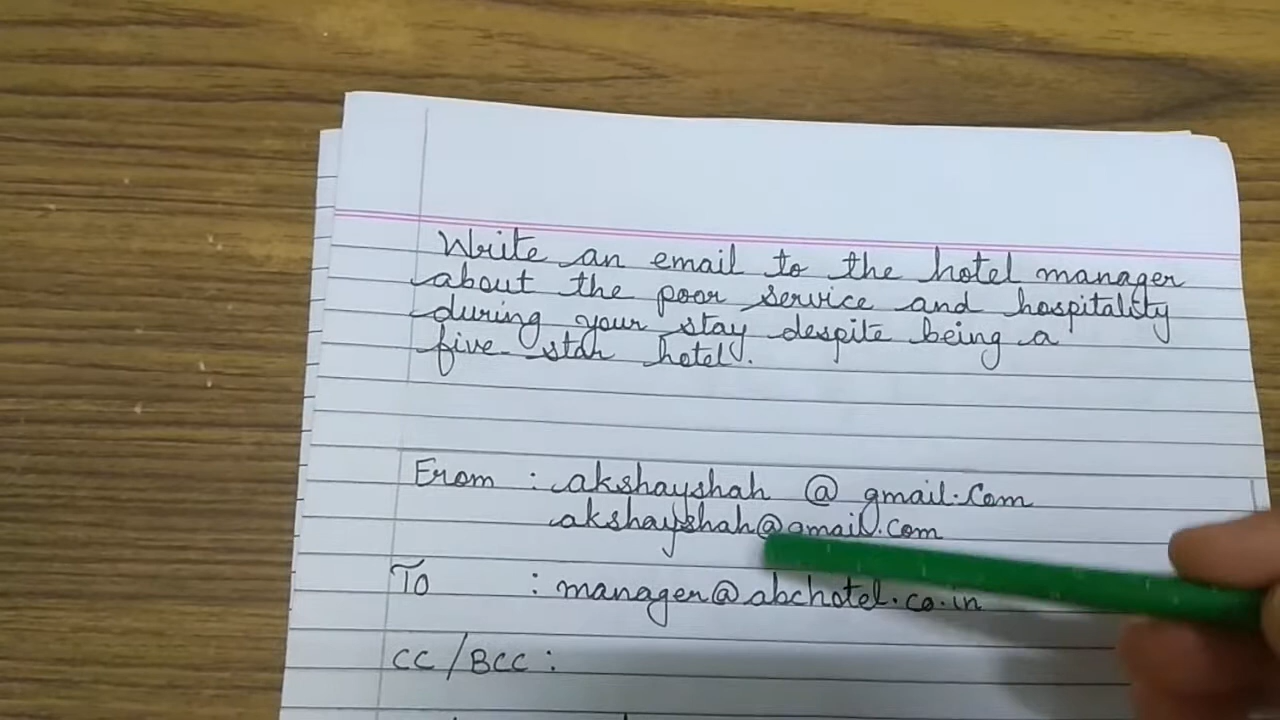 Write an email to the hotel manager
about the poor service and hospitality
during your stay despite being a
five-star hotel.
From : akshayshah @ gmail.com
akshayshah@gmail.com
To : manager@abchotel.co.in
CC/BCC :